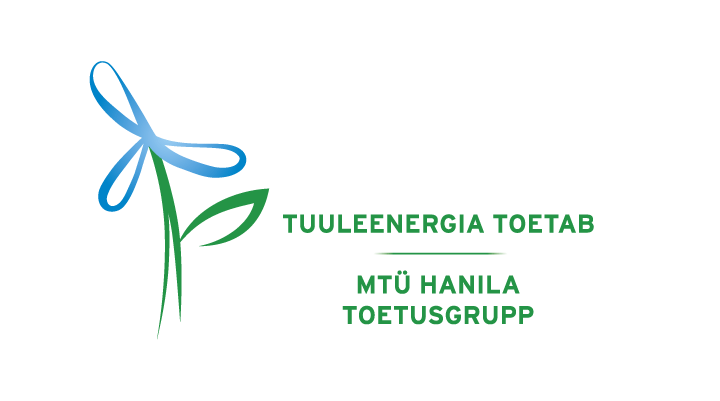 TUULEENERGIA TOETAB
MTÜ HANILA
TOETUSGRUPP